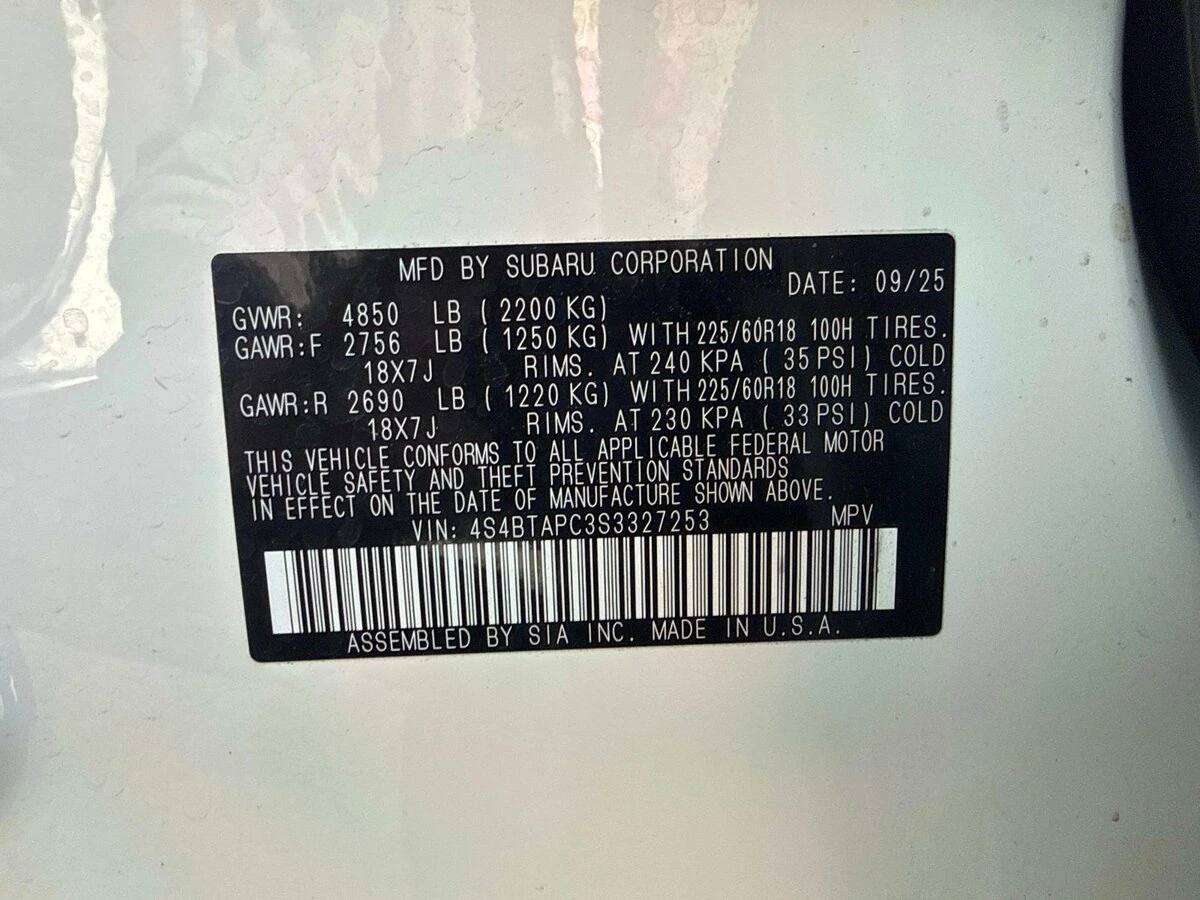 MFD BY SUBARU CORPORATION
DATE: 09/25
GVWR: 4850 LB ( 2200 KG)
GAWR:F 2756 LB ( 1250 KG) WITH 225/60R18 100H TIRES.
18X7J RIMS. AT 240 KPA ( 35 PSI) COLD
GAWR:R 2690 LB ( 1220 KG) WITH 225/60R18 100H TIRES.
18X7J RIMS. AT 230 KPA ( 33 PSI) COLD
THIS VEHICLE CONFORMS TO ALL APPLICABLE FEDERAL MOTOR
VEHICLE SAFETY AND THEFT PREVENTION STANDARDS
IN EFFECT ON THE DATE OF MANUFACTURE SHOWN ABOVE.
VIN: 4S4BTAPC3S3327253 MPV
ASSEMBLED BY SIA INC. MADE IN U.S.A.